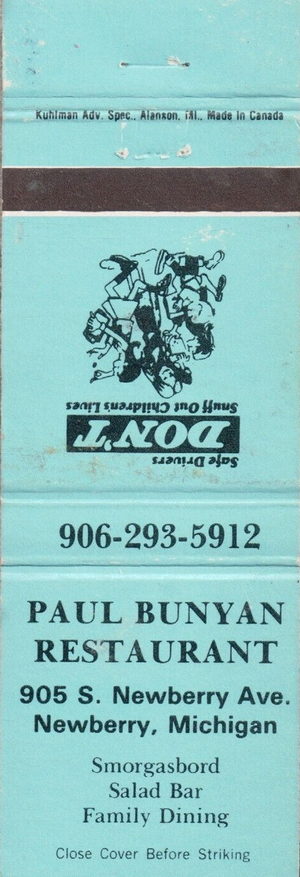 Kuhlman Adv. Spec., Alanson, MI., Made In Canada
Safe Drivers
DON'T
Snuff Out Children's Lives
906-293-5912
PAUL BUNYAN
RESTAURANT
905 S. Newberry Ave.
Newberry, Michigan
Smorgasbord
Salad Bar
Family Dining
Close Cover Before Striking